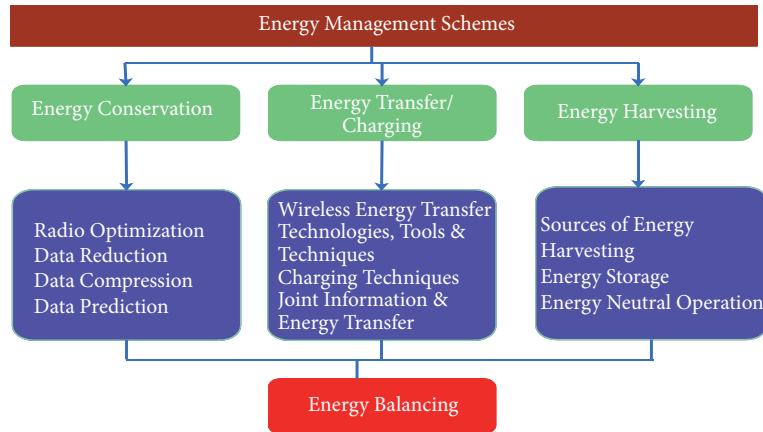 Energy Management Schemes
Energy Conservation
Energy Transfer/
Charging
Energy Harvesting
Radio Optimization
Data Reduction
Data Compression
Data Prediction
Wireless Energy Transfer
Technologies, Tools &
Techniques
Charging Techniques
Joint Information &
Energy Transfer
Sources of Energy
Harvesting
Energy Storage
Energy Neutral Operation
Energy Balancing